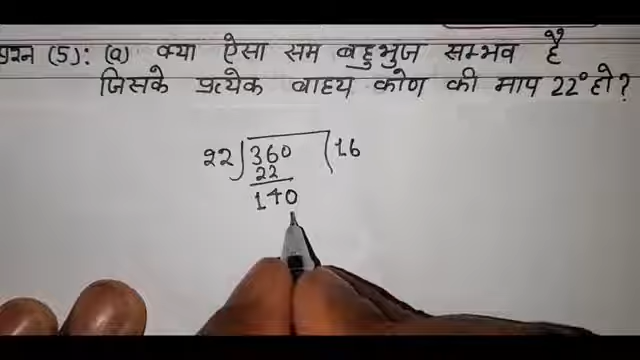 प्रश्न (5): (a) क्या ऐसा सम बहुभुज सम्भव है
जिसके प्रत्येक बाह्य कोण की माप 22° हो?
22) 360 (16
22
140